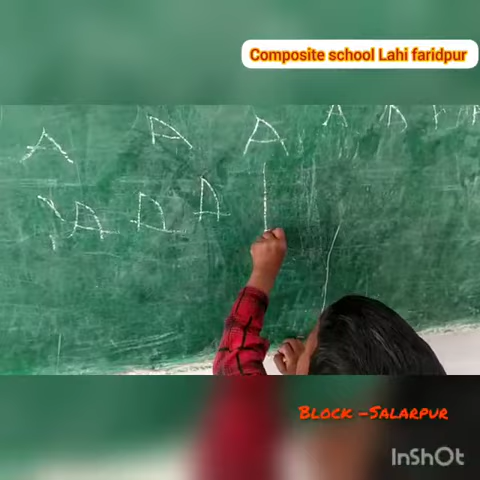 Composite school Lahi faridpur
A A A A A A A
A A A A
Block -Salarpur
InShOt